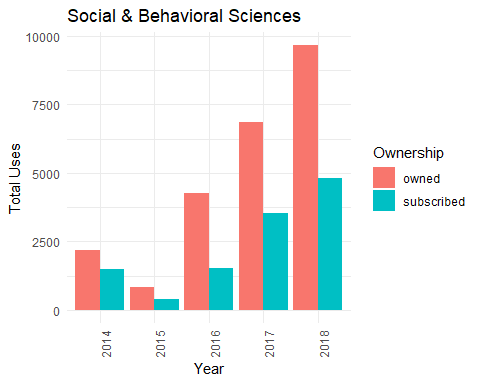 Social & Behavioral Sciences
Total Uses
10000
7500
5000
2500
0
2014
2015
2016
2017
2018
Year
Ownership
owned
subscribed